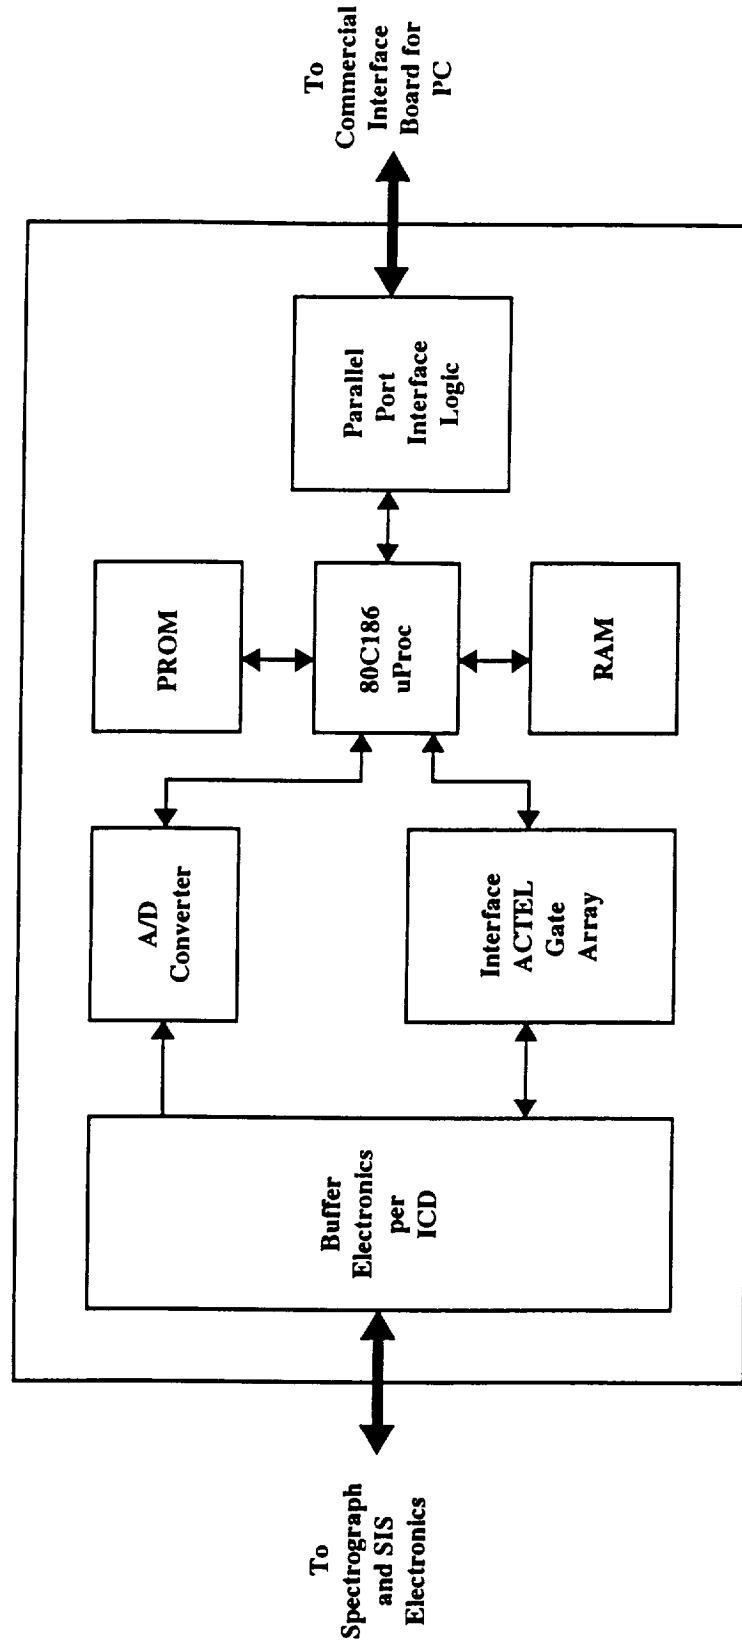 To
Spectrograph
and SIS
Electronics
Buffer
Electronics
per
ICD
A/D
Converter
Interface
ACTEL
Gate
Array
PROM
80C186
uProc
RAM
Parallel
Port
Interface
Logic
To
Commercial
Interface
Board for
PC